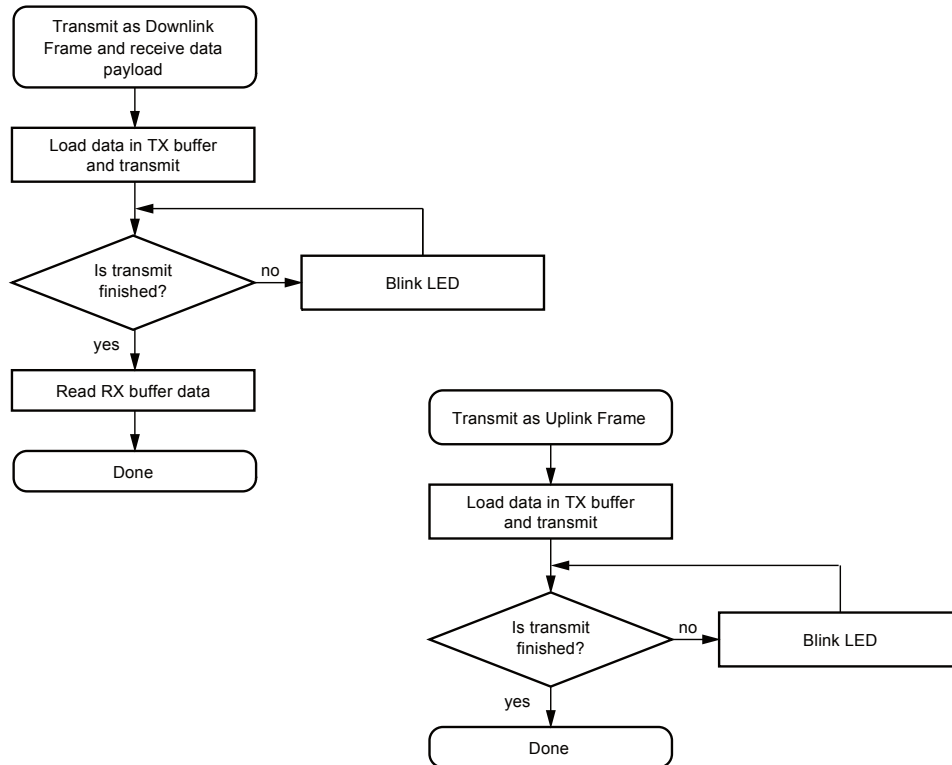 Transmit as Downlink
Frame and receive data
payload
Load data in TX buffer
and transmit
Is transmit
finished?
no
Blink LED
yes
Read RX buffer data
Done
Transmit as Uplink Frame
Load data in TX buffer
and transmit
Is transmit
finished?
no
Blink LED
yes
Done